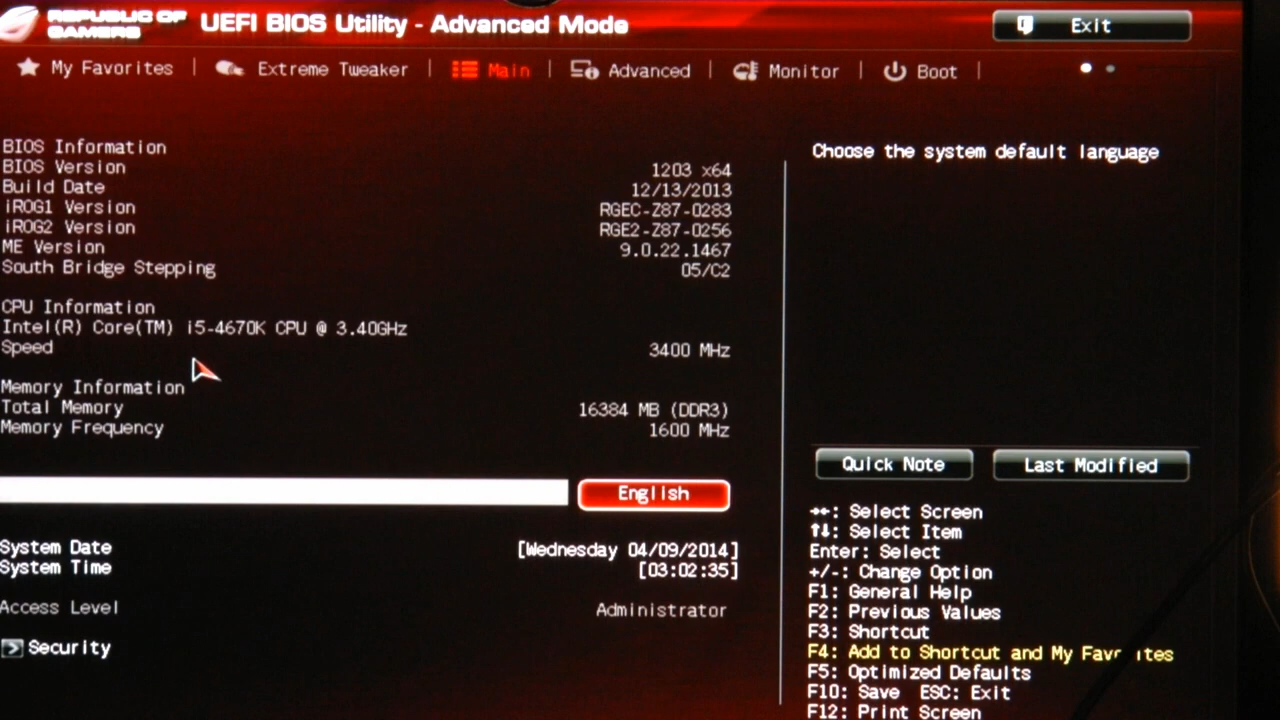 REPUBLIC OF
GAMERS
UEFI BIOS Utility - Advanced Mode
Exit
My Favorites
Extreme Tweaker
Main
Advanced
Monitor
Boot
BIOS Information
BIOS Version 1203 x64
Build Date 12/13/2013
iROG1 Version RGEC-Z87-0283
iROG2 Version RGE2-Z87-0256
ME Version 9.0.22.1467
South Bridge Stepping 05/C2
CPU Information
Intel(R) Core(TM) i5-4670K CPU @ 3.40GHz
Speed 3400 MHz
Memory Information
Total Memory 16384 MB (DDR3)
Memory Frequency 1600 MHz
English
System Date [Wednesday 04/09/2014]
System Time [03:02:35]
Access Level Administrator
Security
Choose the system default language
Quick Note
Last Modified
→←: Select Screen
↑↓: Select Item
Enter: Select
+/-: Change Option
F1: General Help
F2: Previous Values
F3: Shortcut
F4: Add to Shortcut and My Favorites
F5: Optimized Defaults
F10: Save ESC: Exit
F12: Print Screen